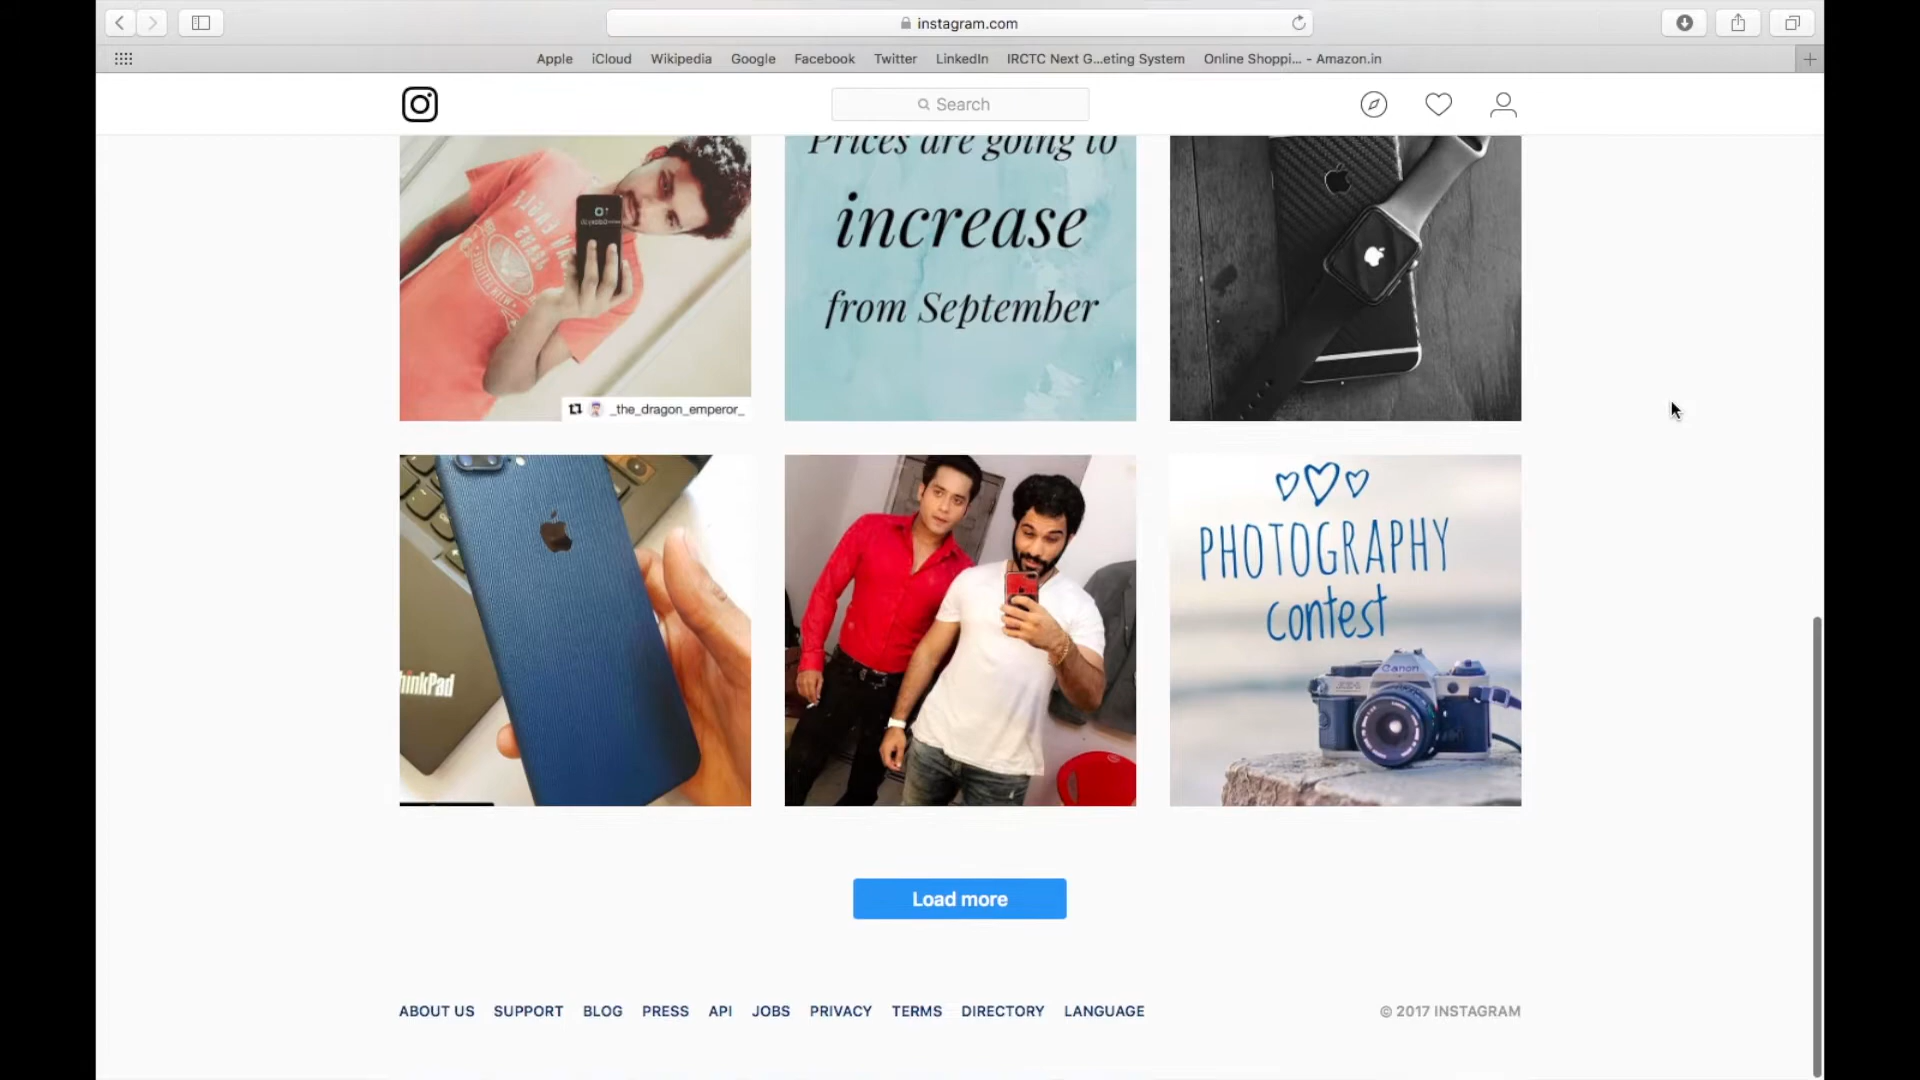 instagram.com
Apple iCloud Wikipedia Google Facebook Twitter LinkedIn IRCTC Next G...eting System Online Shoppi... - Amazon.in
Search
Prices are going to
increase
from September
_the_dragon_emperor_
hinkPad
PHOTOGRAPHY
contest
Canon
Load more
ABOUT US SUPPORT BLOG PRESS API JOBS PRIVACY TERMS DIRECTORY LANGUAGE
© 2017 INSTAGRAM